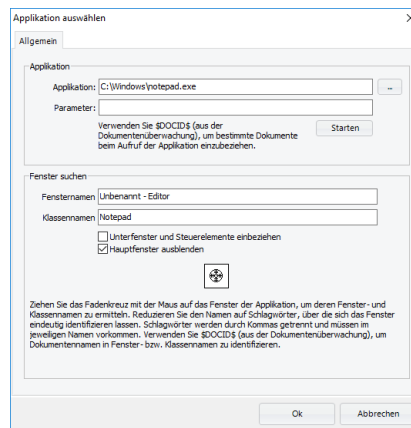 Applikation auswählen
Allgemein
Applikation
Applikation: C:\Windows\notepad.exe ..
Parameter:
Verwenden Sie $DOCID$ (aus der
Dokumentenüberwachung), um bestimmte Dokumente
beim Aufruf der Applikation einzubeziehen.
Starten
Fenster suchen
Fensternamen Unbenannt - Editor
Klassennamen Notepad
Unterfenster und Steuerelemente einbeziehen
Hauptfenster ausblenden
Ziehen Sie das Fadenkreuz mit der Maus auf das Fenster der Applikation, um deren Fenster- und
Klassennamen zu ermitteln. Reduzieren Sie den Namen auf Schlagwörter, über die sich das Fenster
eindeutig identifizieren lassen. Schlagwörter werden durch Kommas getrennt und müssen im
jeweiligen Namen vorkommen. Verwenden Sie $DOCID$ (aus der Dokumentenüberwachung), um
Dokumentennamen in Fenster- bzw. Klassennamen zu identifizieren.
Ok Abbrechen